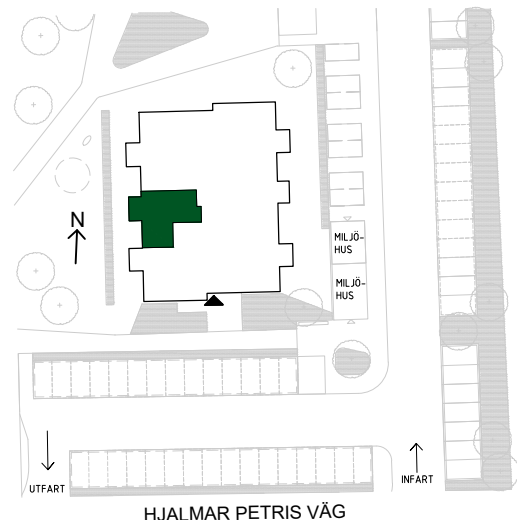 N
MILJÖ-
HUS
MILJÖ-
HUS
UTFART
INFART
HJALMAR PETRIS VÄG